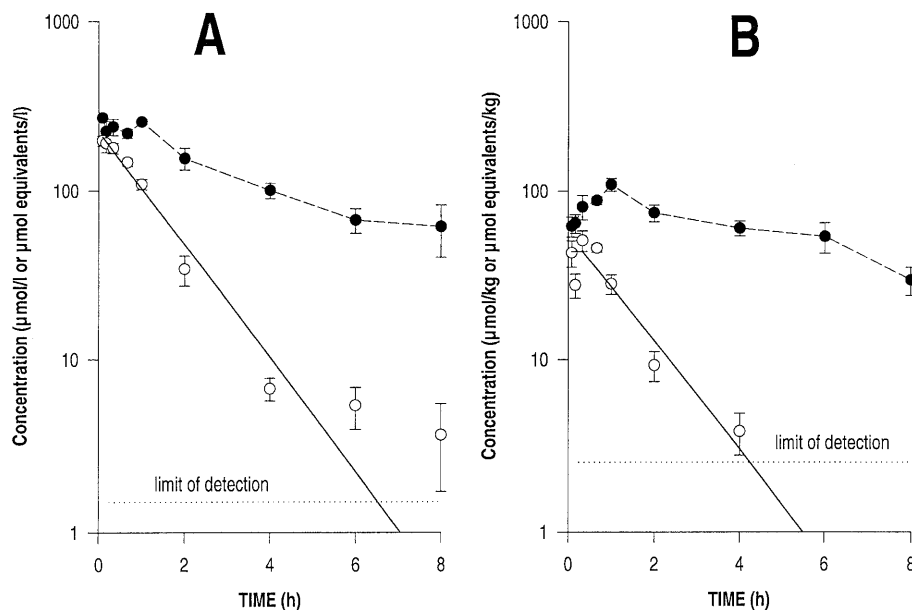 A
B
Concentration (µmol/l or µmol equivalents/l)
1000
100
10
1
limit of detection
0
2
4
6
8
TIME (h)
Concentration (µmol/kg or µmol equivalents/kg)
1000
100
10
1
limit of detection
0
2
4
6
8
TIME (h)